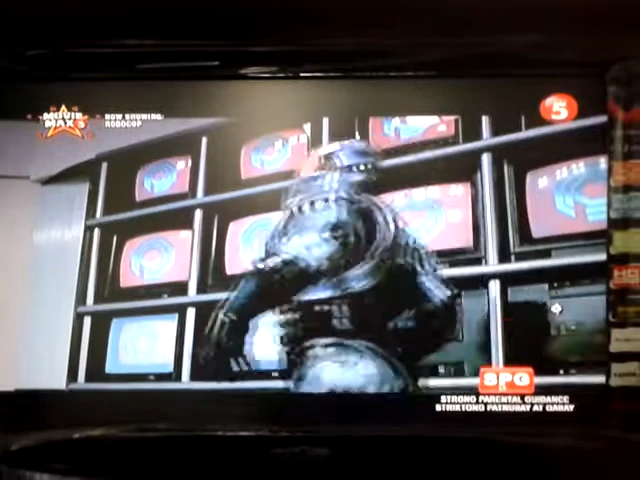 MOVIE
MAX 5
NOW SHOWING:
ROBOCOP
5
SPG
STRONG PARENTAL GUIDANCE
STRIKTONG PATNUBAY AT GABAY